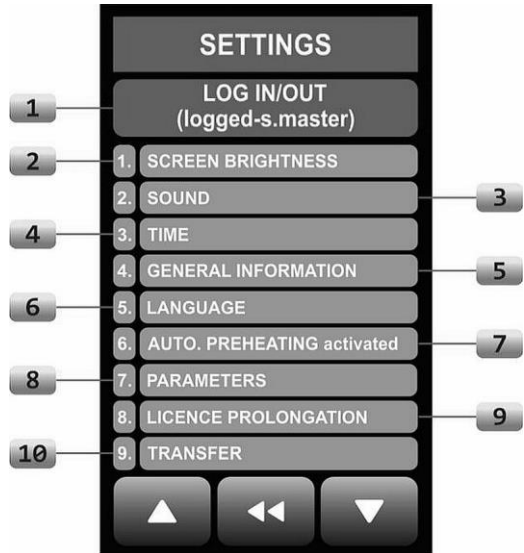 SETTINGS
LOG IN/OUT
(logged-s.master)
1
2 1. SCREEN BRIGHTNESS
2. SOUND 3
4 3. TIME
4. GENERAL INFORMATION 5
6 5. LANGUAGE
6. AUTO. PREHEATING activated 7
8 7. PARAMETERS
8. LICENCE PROLONGATION 9
10 9. TRANSFER